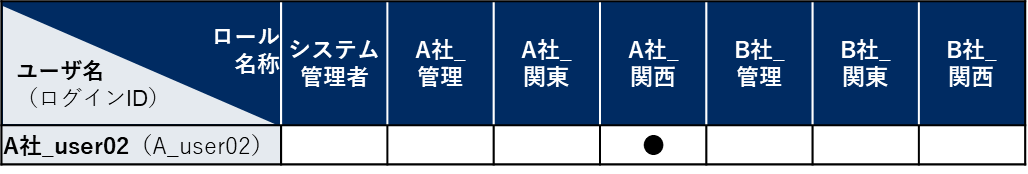 ロール
名称
ユーザ名
（ログインID）
システム
管理者
A社_
管理
A社_
関東
A社_
関西
B社_
管理
B社_
関東
B社_
関西
A社_user02（A_user02）
●